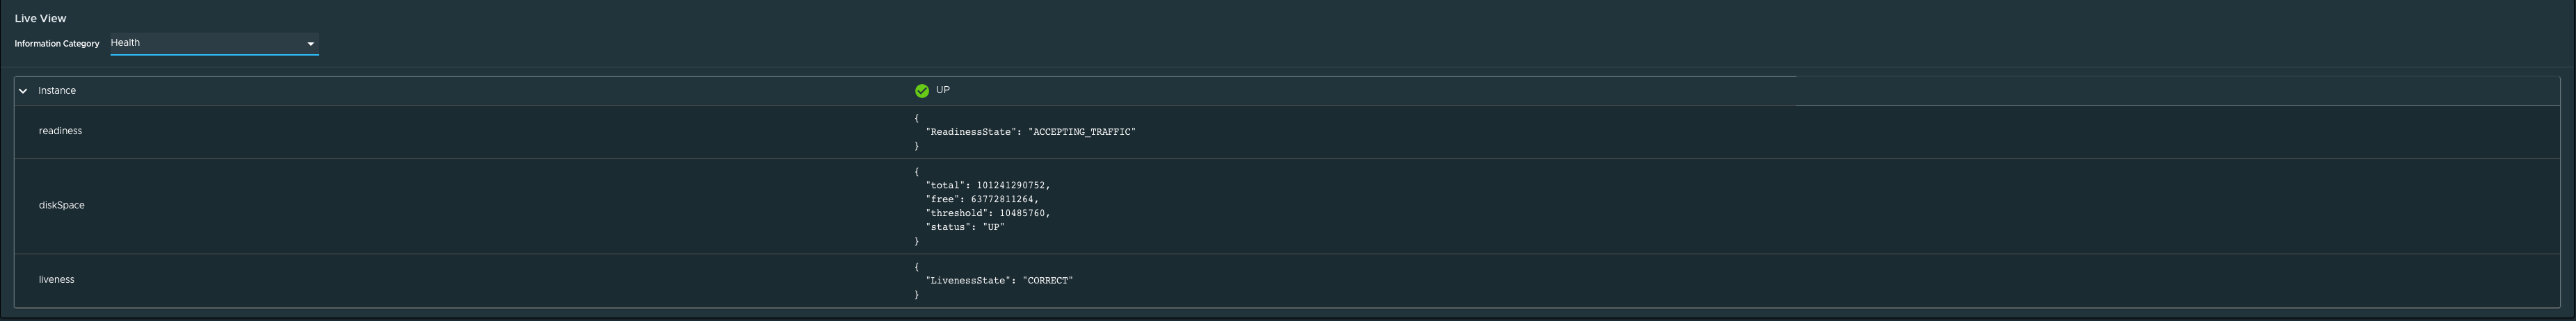 Live View
Information Category Health
Instance UP
readiness
{
"ReadinessState": "ACCEPTING_TRAFFIC"
}
diskSpace
{
"total": 101241290752,
"free": 63772811264,
"threshold": 10485760,
"status": "UP"
}
liveness
{
"LivenessState": "CORRECT"
}